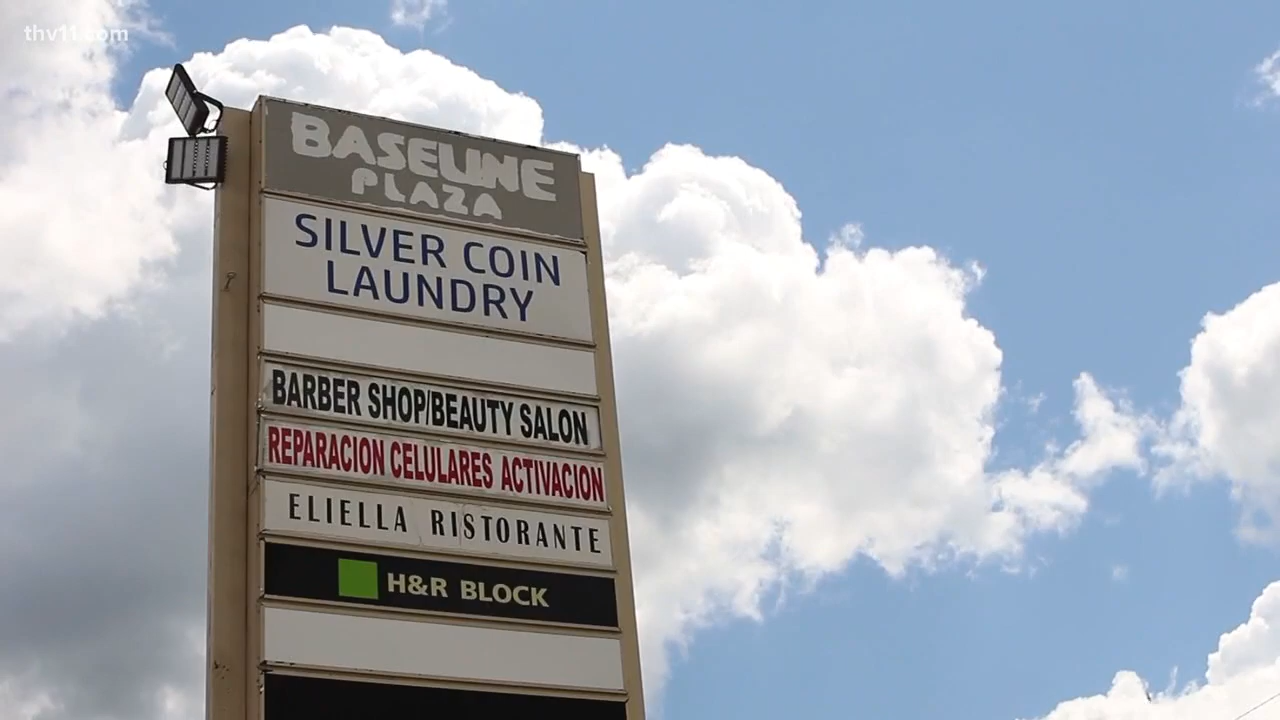 thv11.com
BASELINE
PLAZA
SILVER COIN
LAUNDRY
BARBER SHOP/BEAUTY SALON
REPARACION CELULARES ACTIVACION
ELIELLA RISTORANTE
H&R BLOCK